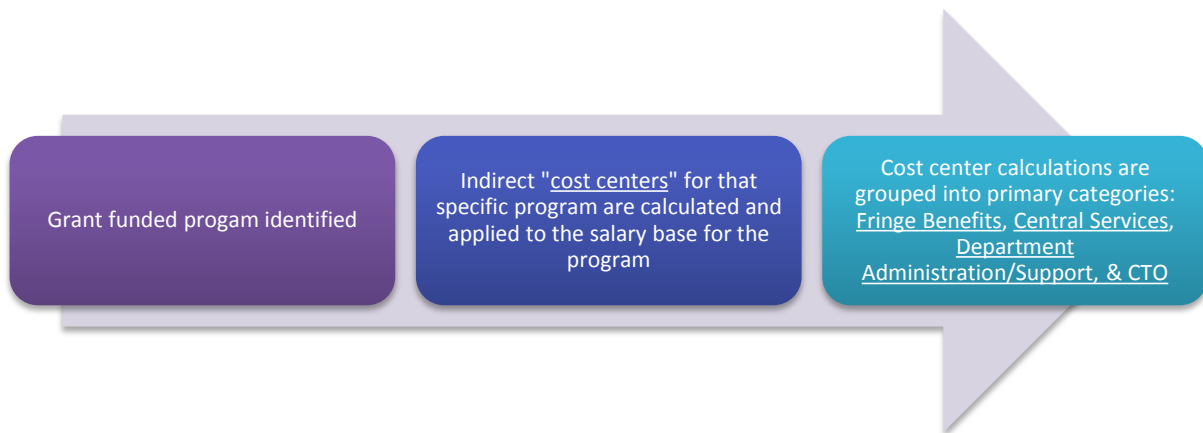 Grant funded progam identified
Indirect "cost centers" for that
specific program are calculated and
applied to the salary base for the
program
Cost center calculations are
grouped into primary categories:
Fringe Benefits, Central Services,
Department
Administration/Support, & CTO